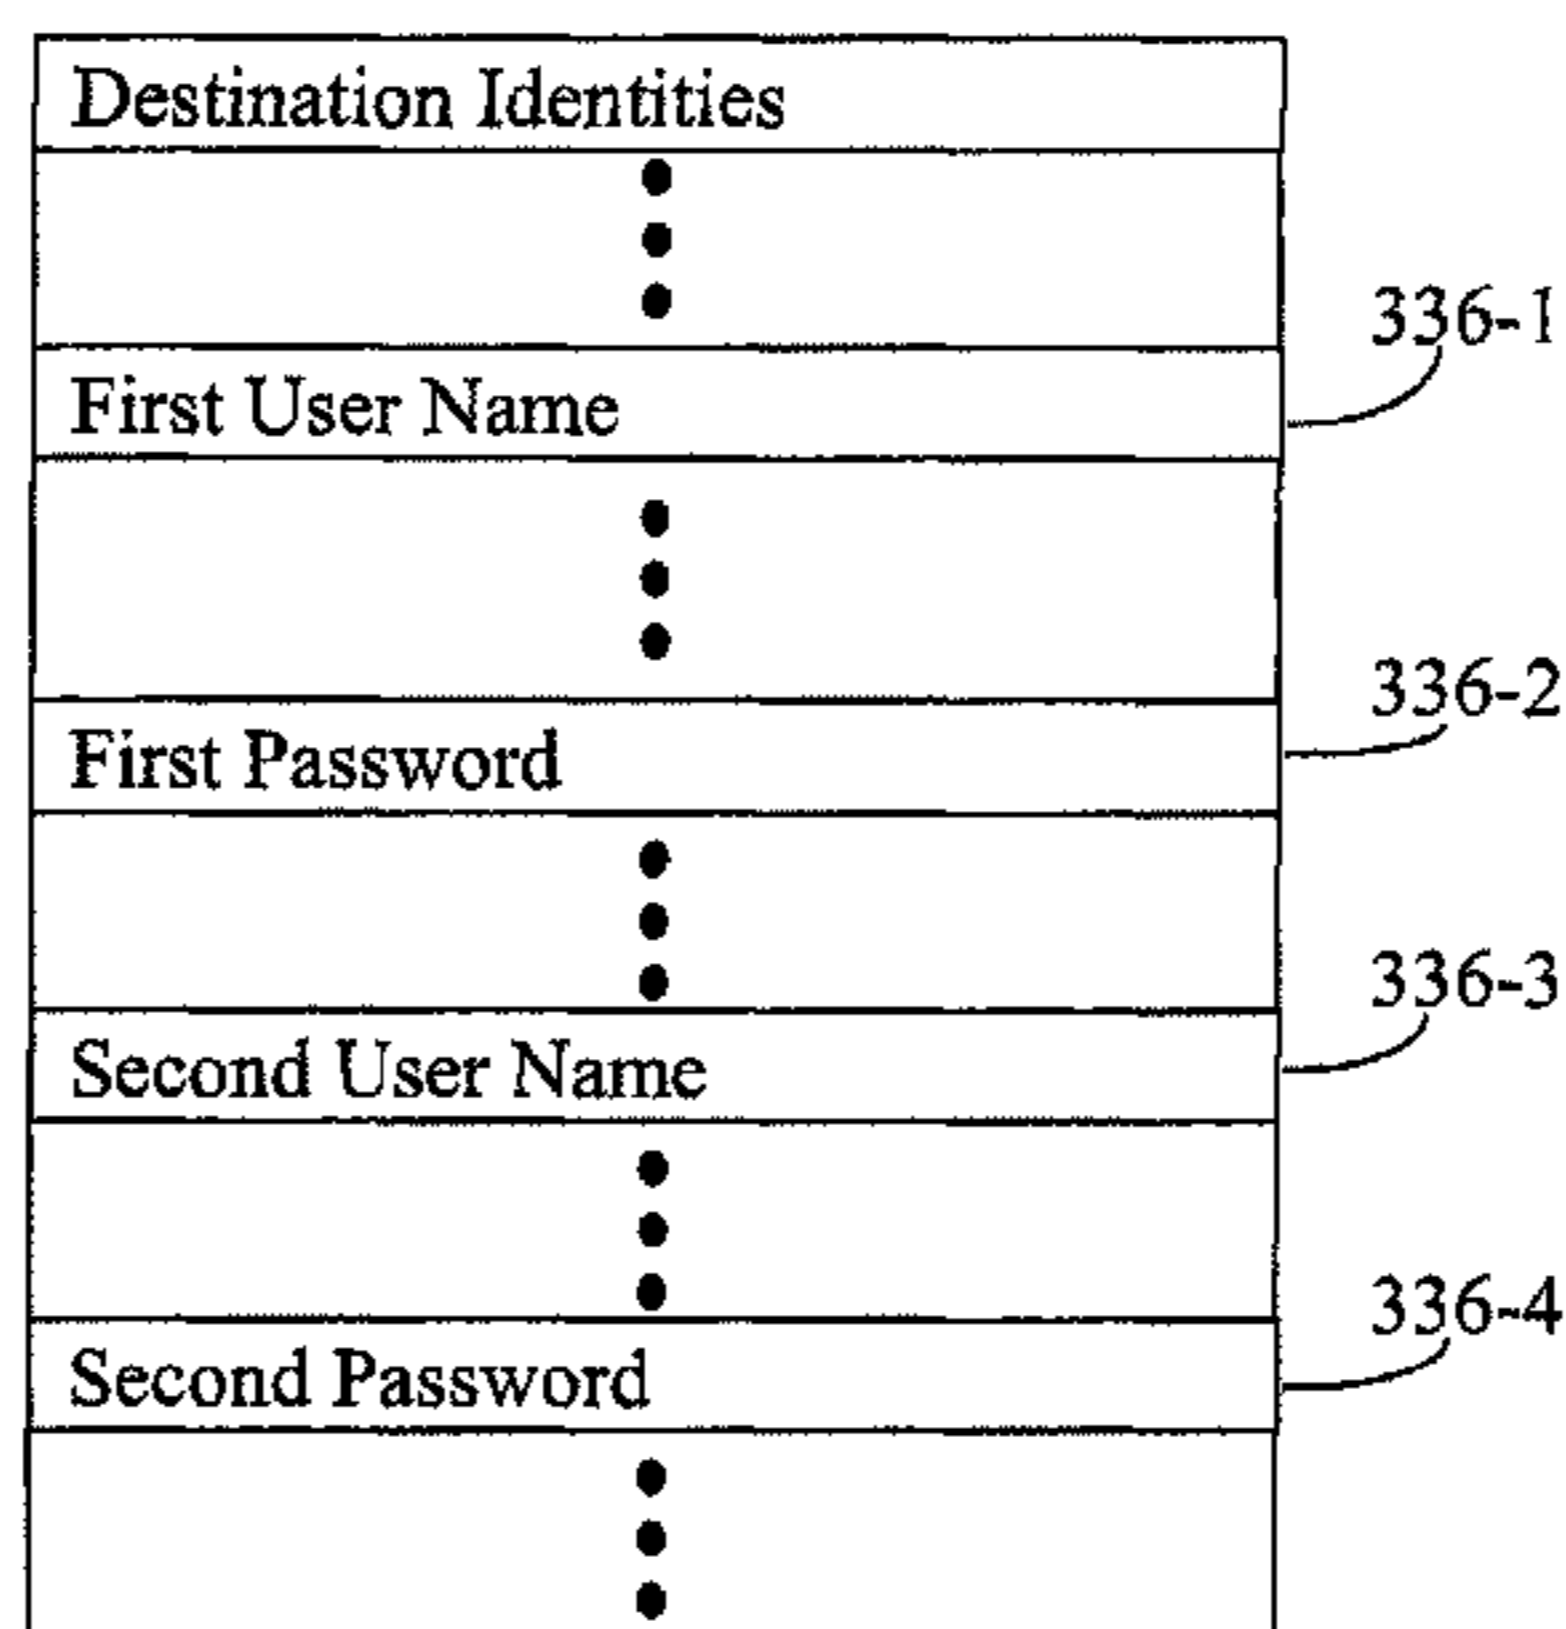 Destination Identities
336-1
First User Name
336-2
First Password
336-3
Second User Name
336-4
Second Password